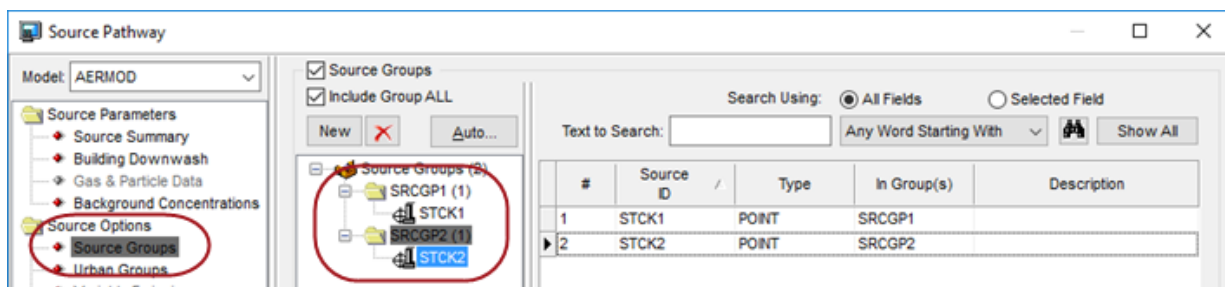 Source Pathway
Model: AERMOD
Source Parameters
Source Summary
Building Downwash
Gas & Particle Data
Background Concentrations
Source Options
Source Groups
Urban Groups
Source Groups
Include Group ALL
New
Auto...
Source Groups (2)
SRCGP1 (1)
STCK1
SRCGP2 (1)
STCK2
Search Using: All Fields Selected Field
Text to Search: Any Word Starting With Show All
# Source ID Type In Group(s) Description
1 STCK1 POINT SRCGP1
2 STCK2 POINT SRCGP2